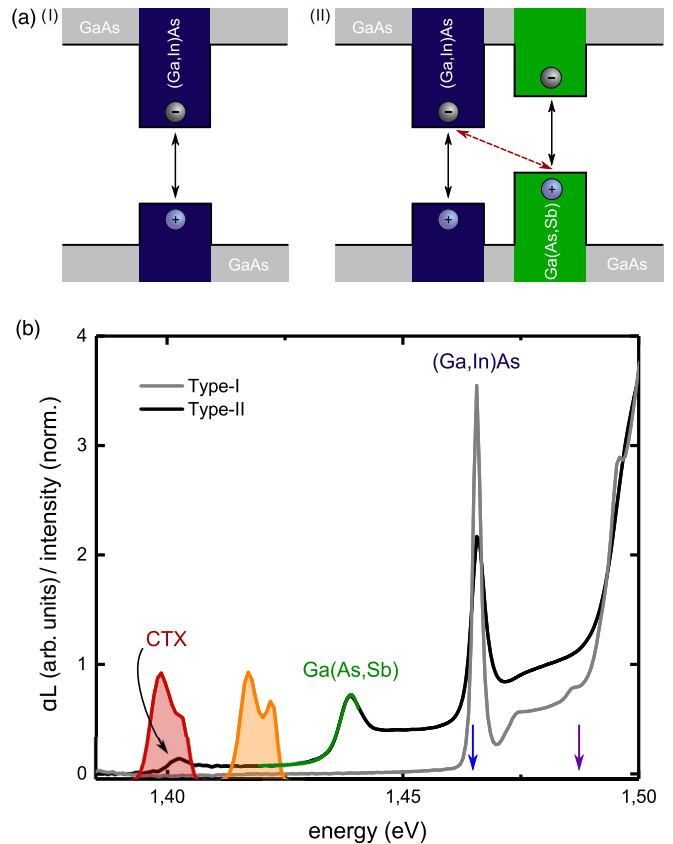 (a) (I) (II)
GaAs (Ga,In)As GaAs (Ga,In)As
− − −
+ + +
Ga(As,Sb)
GaAs GaAs
(b)
4
3
2
1
0
αL (arb. units) / intensity (norm.)
Type-I
Type-II
(Ga,In)As
CTX
Ga(As,Sb)
1,40 1,45 1,50
energy (eV)